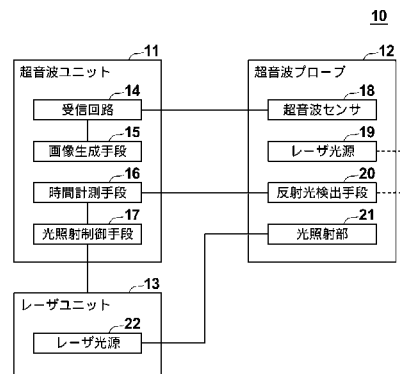 10
11
超音波ユニット
14
受信回路
15
画像生成手段
16
時間計測手段
17
光照射制御手段
12
超音波プローブ
18
超音波センサ
19
レーザ光源
20
反射光検出手段
21
光照射部
13
レーザユニット
22
レーザ光源